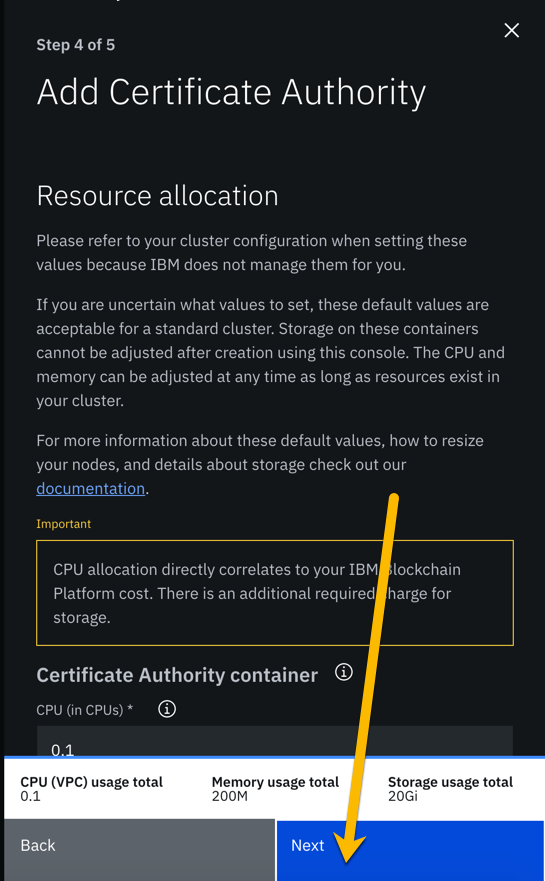 Step 4 of 5
Add Certificate Authority
Resource allocation
Please refer to your cluster configuration when setting these
values because IBM does not manage them for you.
If you are uncertain what values to set, these default values are
acceptable for a standard cluster. Storage on these containers
cannot be adjusted after creation using this console. The CPU and
memory can be adjusted at any time as long as resources exist in
your cluster.
For more information about these default values, how to resize
your nodes, and details about storage check out our
documentation.
Important
CPU allocation directly correlates to your IBM Blockchain
Platform cost. There is an additional required charge for
storage.
Certificate Authority container
CPU (in CPUs) *
0.1
CPU (VPC) usage total Memory usage total Storage usage total
0.1 200M 20Gi
Back Next